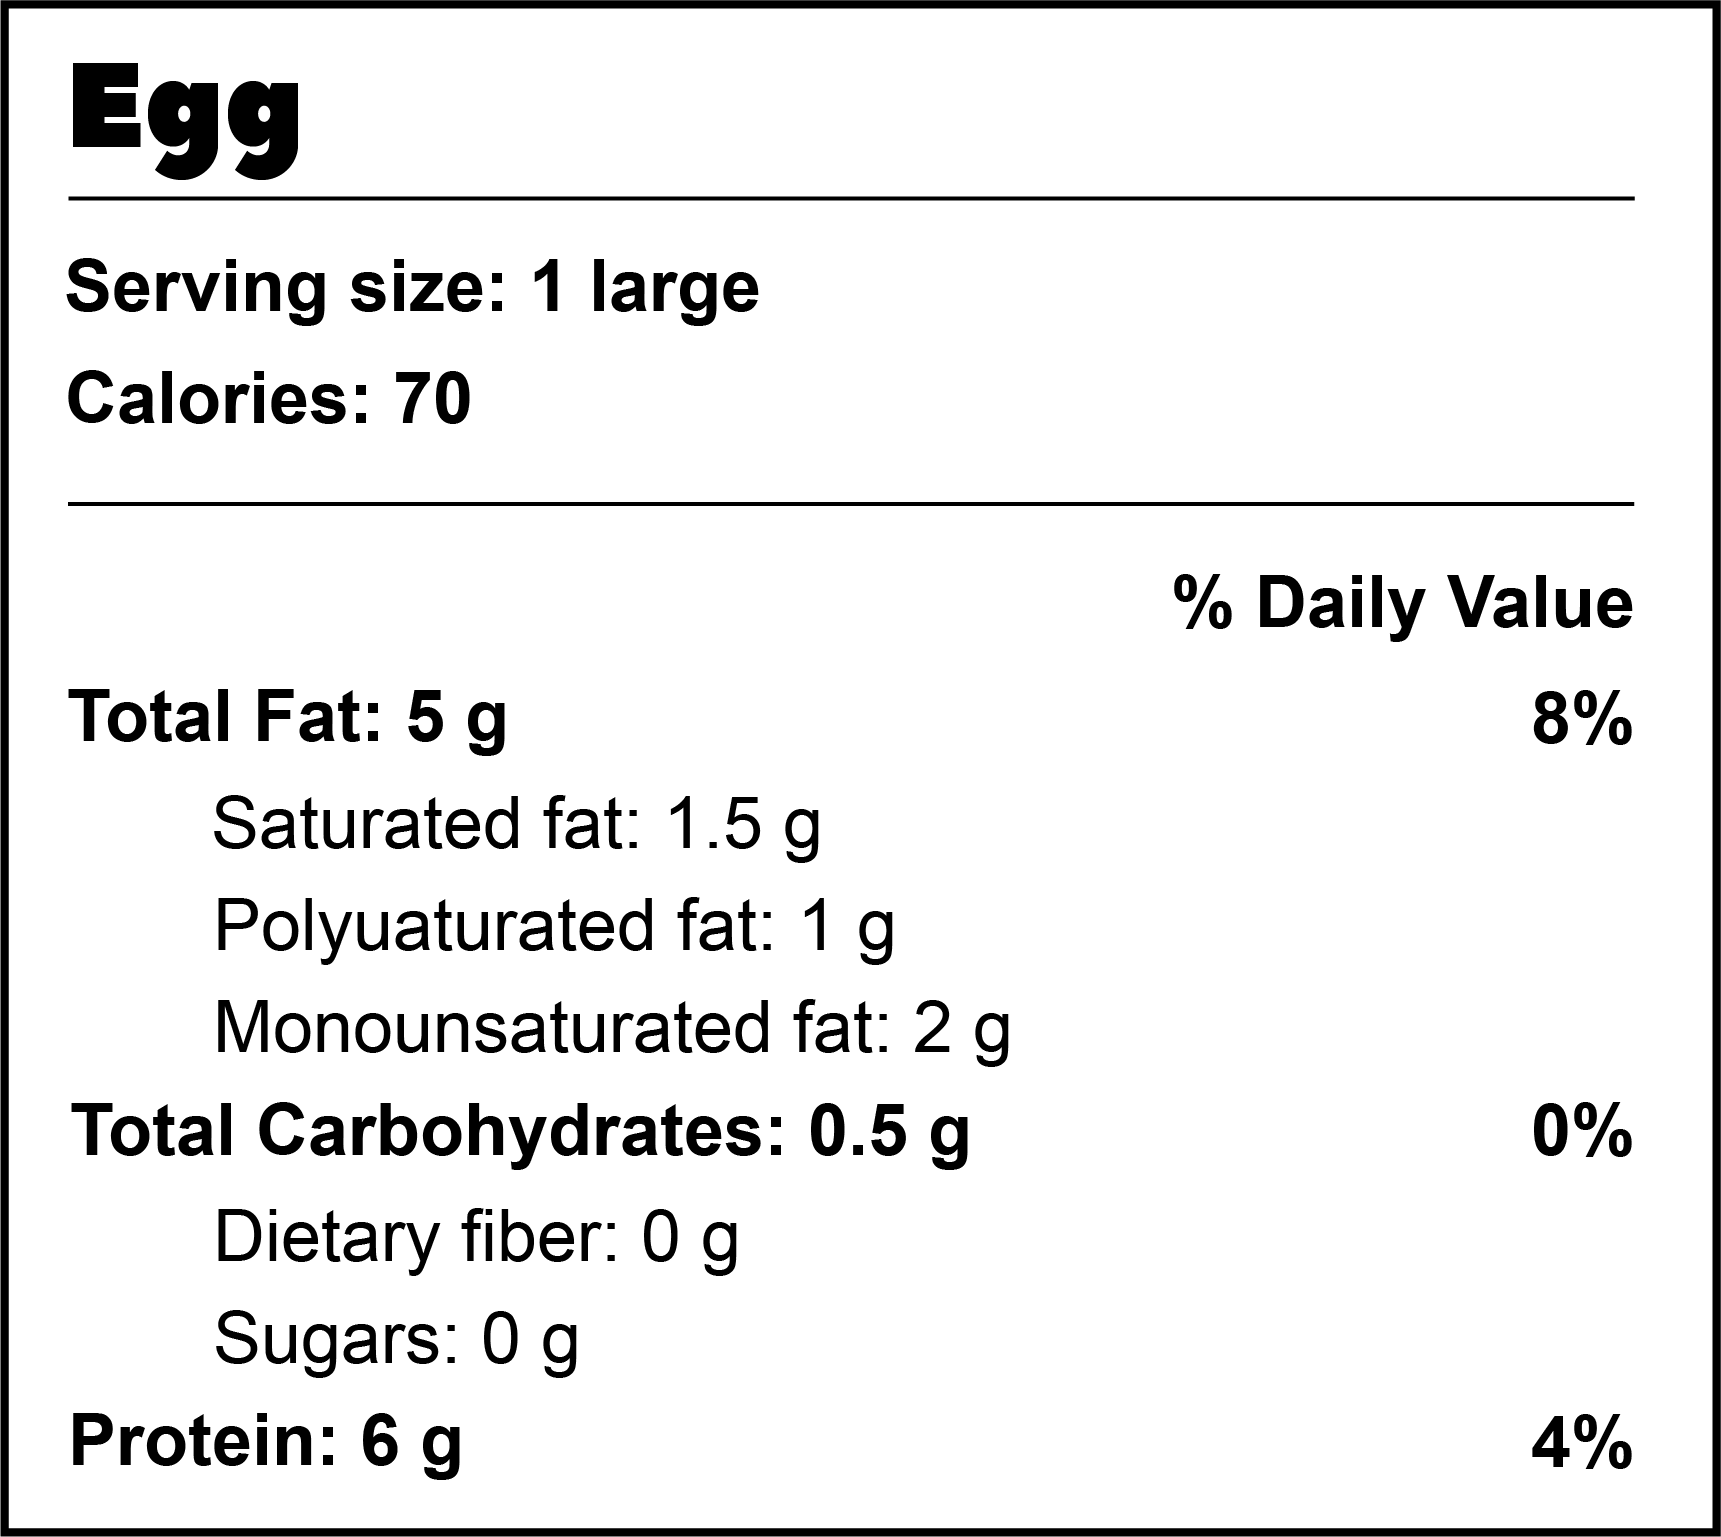 Egg
Serving size: 1 large
Calories: 70
% Daily Value
Total Fat: 5 g 8%
Saturated fat: 1.5 g
Polyuaturated fat: 1 g
Monounsaturated fat: 2 g
Total Carbohydrates: 0.5 g 0%
Dietary fiber: 0 g
Sugars: 0 g
Protein: 6 g 4%